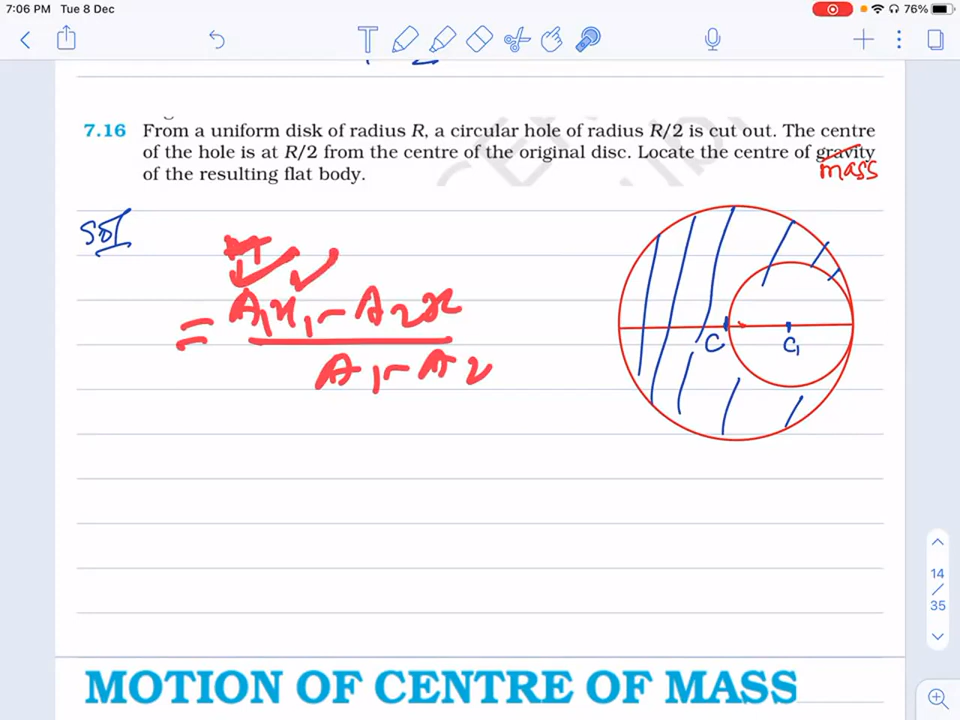 7:06 PM Tue 8 Dec
76%
7.16 From a uniform disk of radius R, a circular hole of radius R/2 is cut out. The centre
of the hole is at R/2 from the centre of the original disc. Locate the centre of gravity
mass
of the resulting flat body.
Sol
= A₁x₁ - A₂x
A₁ - A₂
C
C₁
14
/
35
MOTION OF CENTRE OF MASS